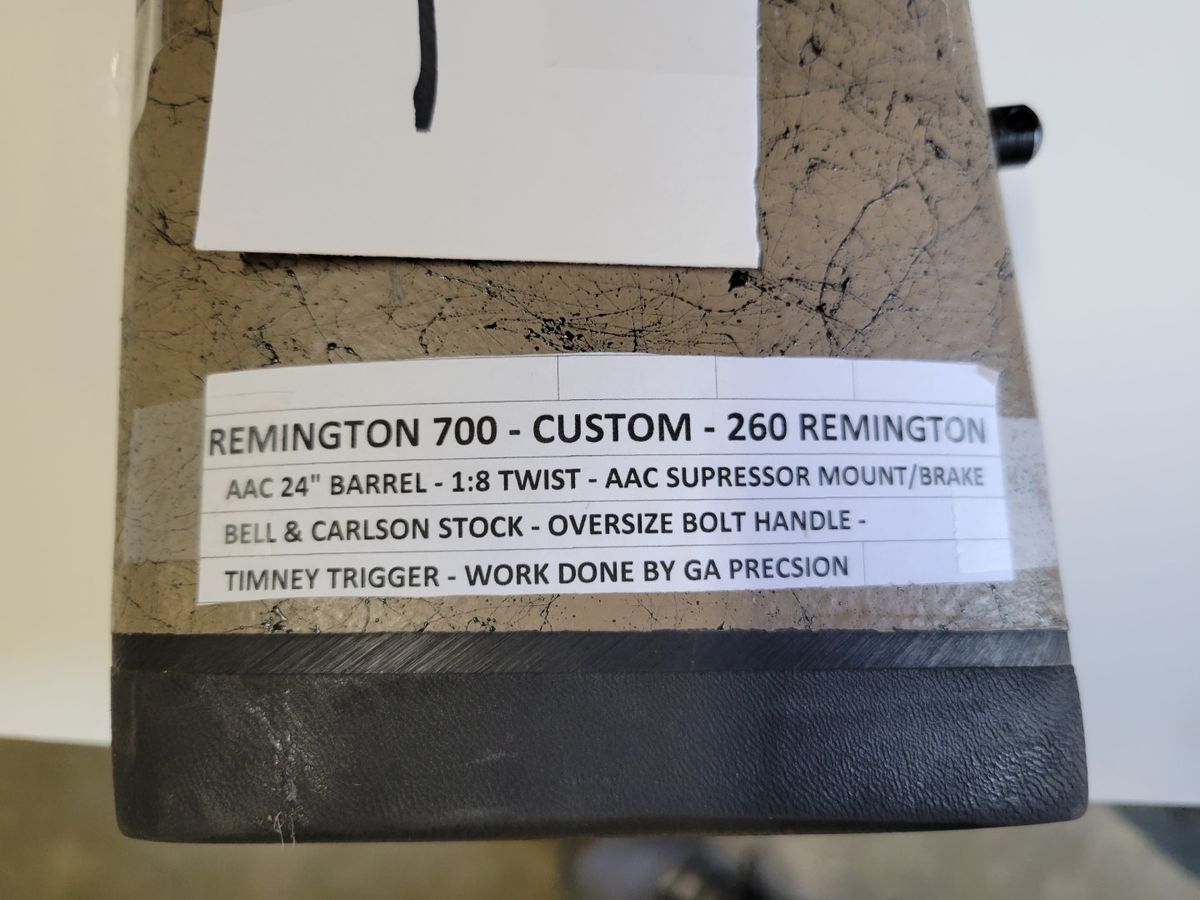 REMINGTON 700 - CUSTOM - 260 REMINGTON
AAC 24" BARREL - 1:8 TWIST - AAC SUPRESSOR MOUNT/BRAKE
BELL & CARLSON STOCK - OVERSIZE BOLT HANDLE -
TIMNEY TRIGGER - WORK DONE BY GA PRECSION